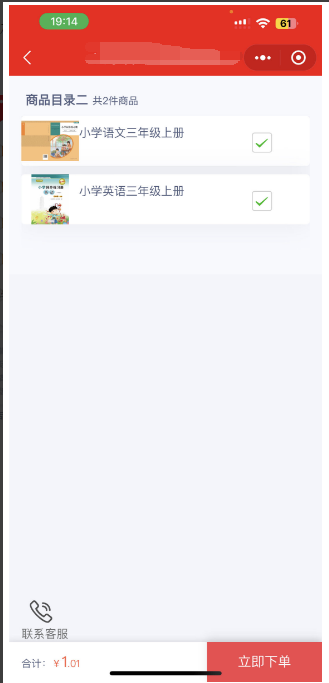 19:14
61
商品目录二 共2件商品
小学语文三年级上册
小学英语三年级上册
联系客服
合计: ¥1.01
立即下单